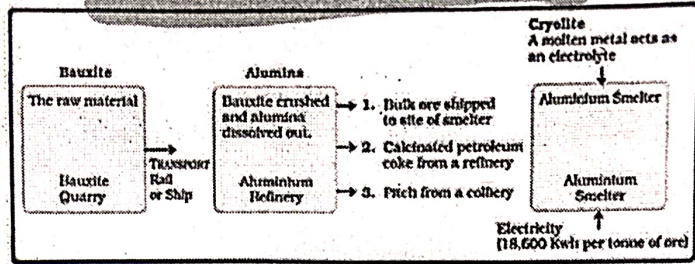 Bauxite
The raw material
Bauxite
Quarry
TRANSPORT
Rail
or Ship
Alumina
Bauxite crushed
and alumina
dissolved out.
Aluminium
Refinery
1. Bulk ore shipped
to site of smelter
2. Calcinated petroleum
coke from a refinery
3. Pitch from a colliery
Cryolite
A molten metal acts as
an electrolyte
Aluminium Smelter
Aluminium
Smelter
Electricity
(18,600 Kwh per tonne of ore)